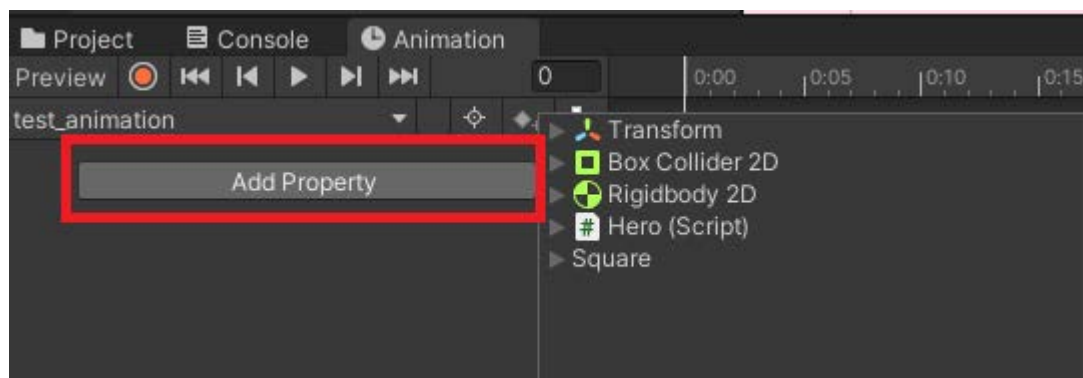 Project Console Animation
Preview 0 0:00 0:05 0:10 0:15
test_animation
Transform
Box Collider 2D
Add Property
Rigidbody 2D
# Hero (Script)
Square